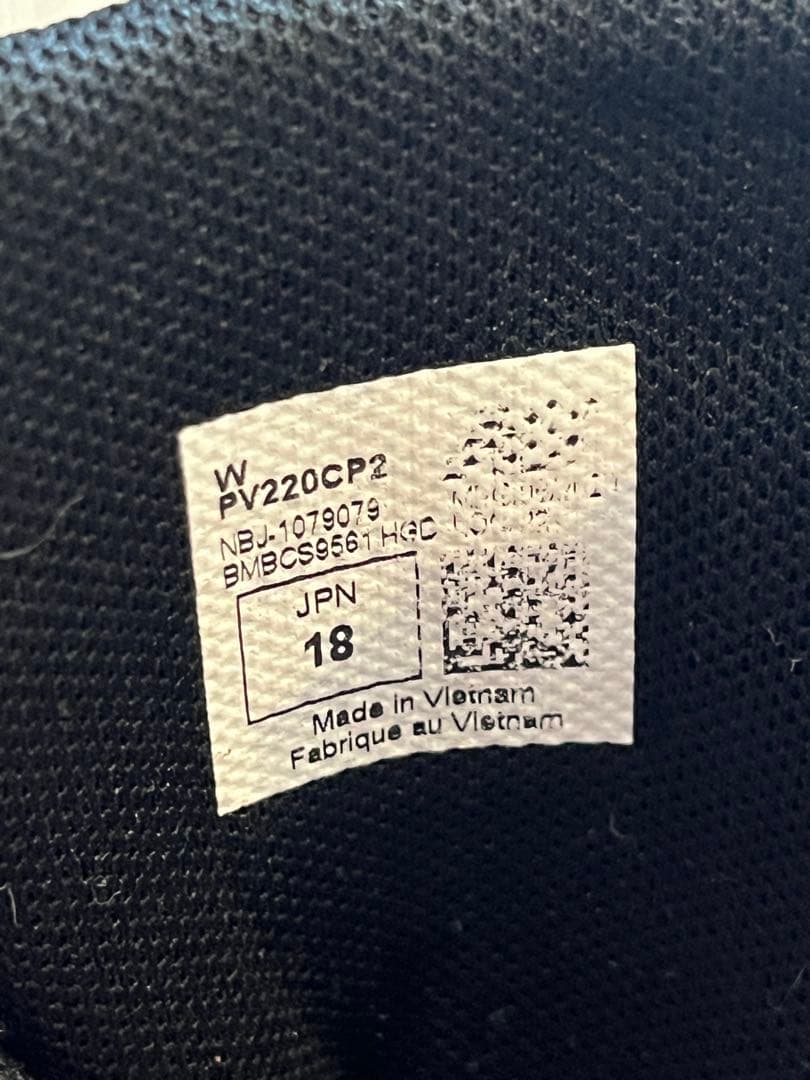 W
PV220CP2
NBJ-1079079
BMBCS9561 HGC
JPN
18
Made in Vietnam
Fabrique au Vietnam